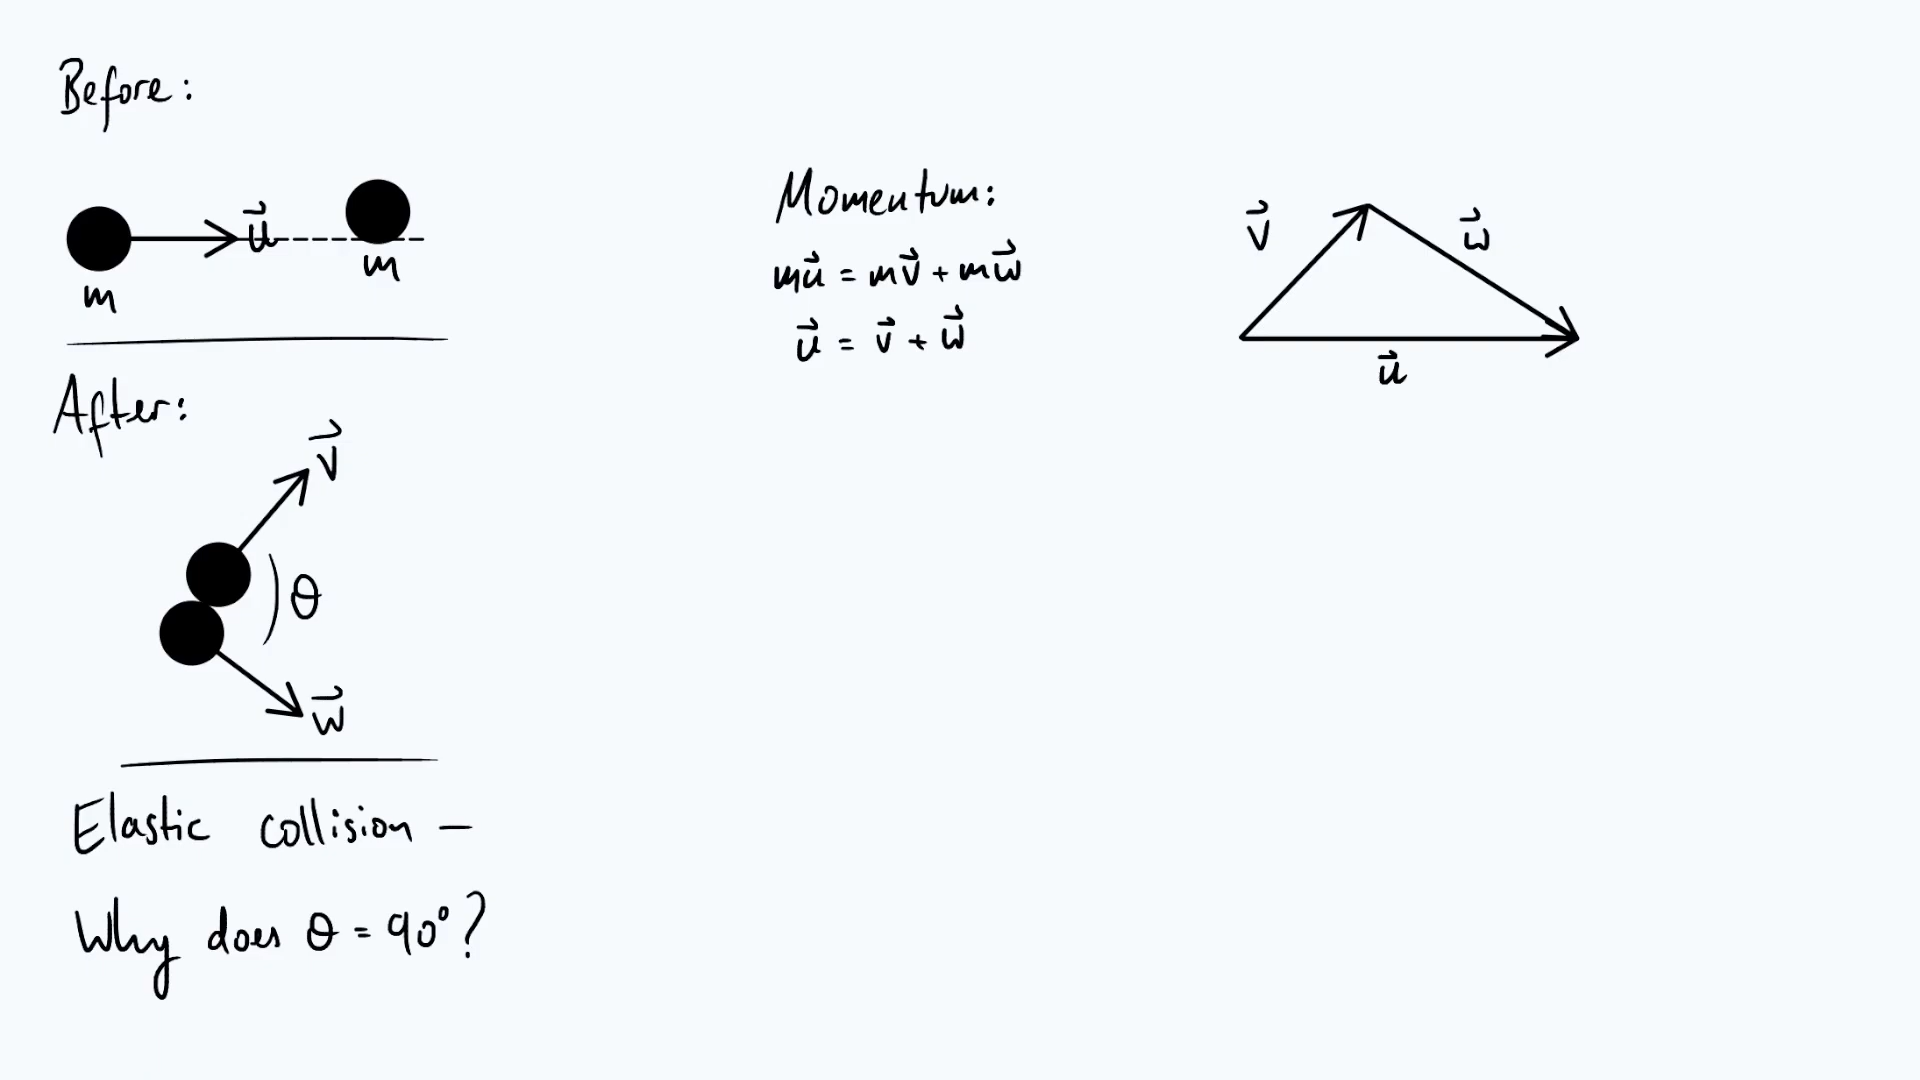 Before:
u⃗
m
m
After:
v⃗
θ
w⃗
Elastic collision –
Why does θ = 90°?
Momentum:
mu⃗ = mv⃗ + mw⃗
u⃗ = v⃗ + w⃗
v⃗
w⃗
u⃗